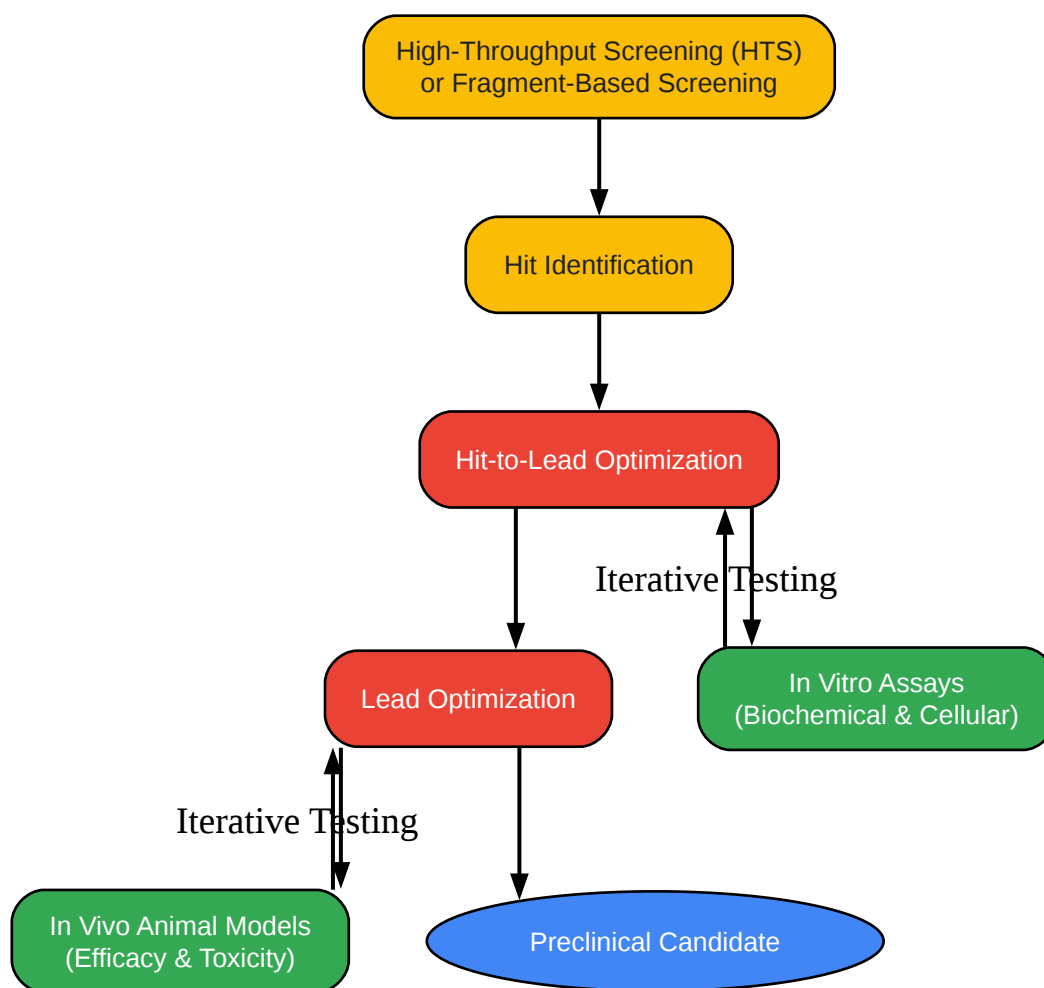 High-Throughput Screening (HTS)
or Fragment-Based Screening
Hit Identification
Hit-to-Lead Optimization
Iterative Testing
Lead Optimization
In Vitro Assays
(Biochemical & Cellular)
Iterative Testing
In Vivo Animal Models
(Efficacy & Toxicity)
Preclinical Candidate